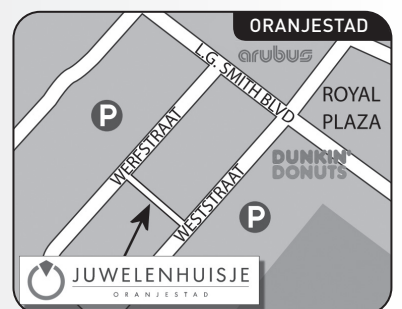 ORANJESTAD
arubus
L.G. SMITH BLVD
ROYAL
PLAZA
P
WERFSTRAAT
DUNKIN'
DONUTS
WESTSTRAAT
P
JUWELENHUISJE
ORANJESTAD